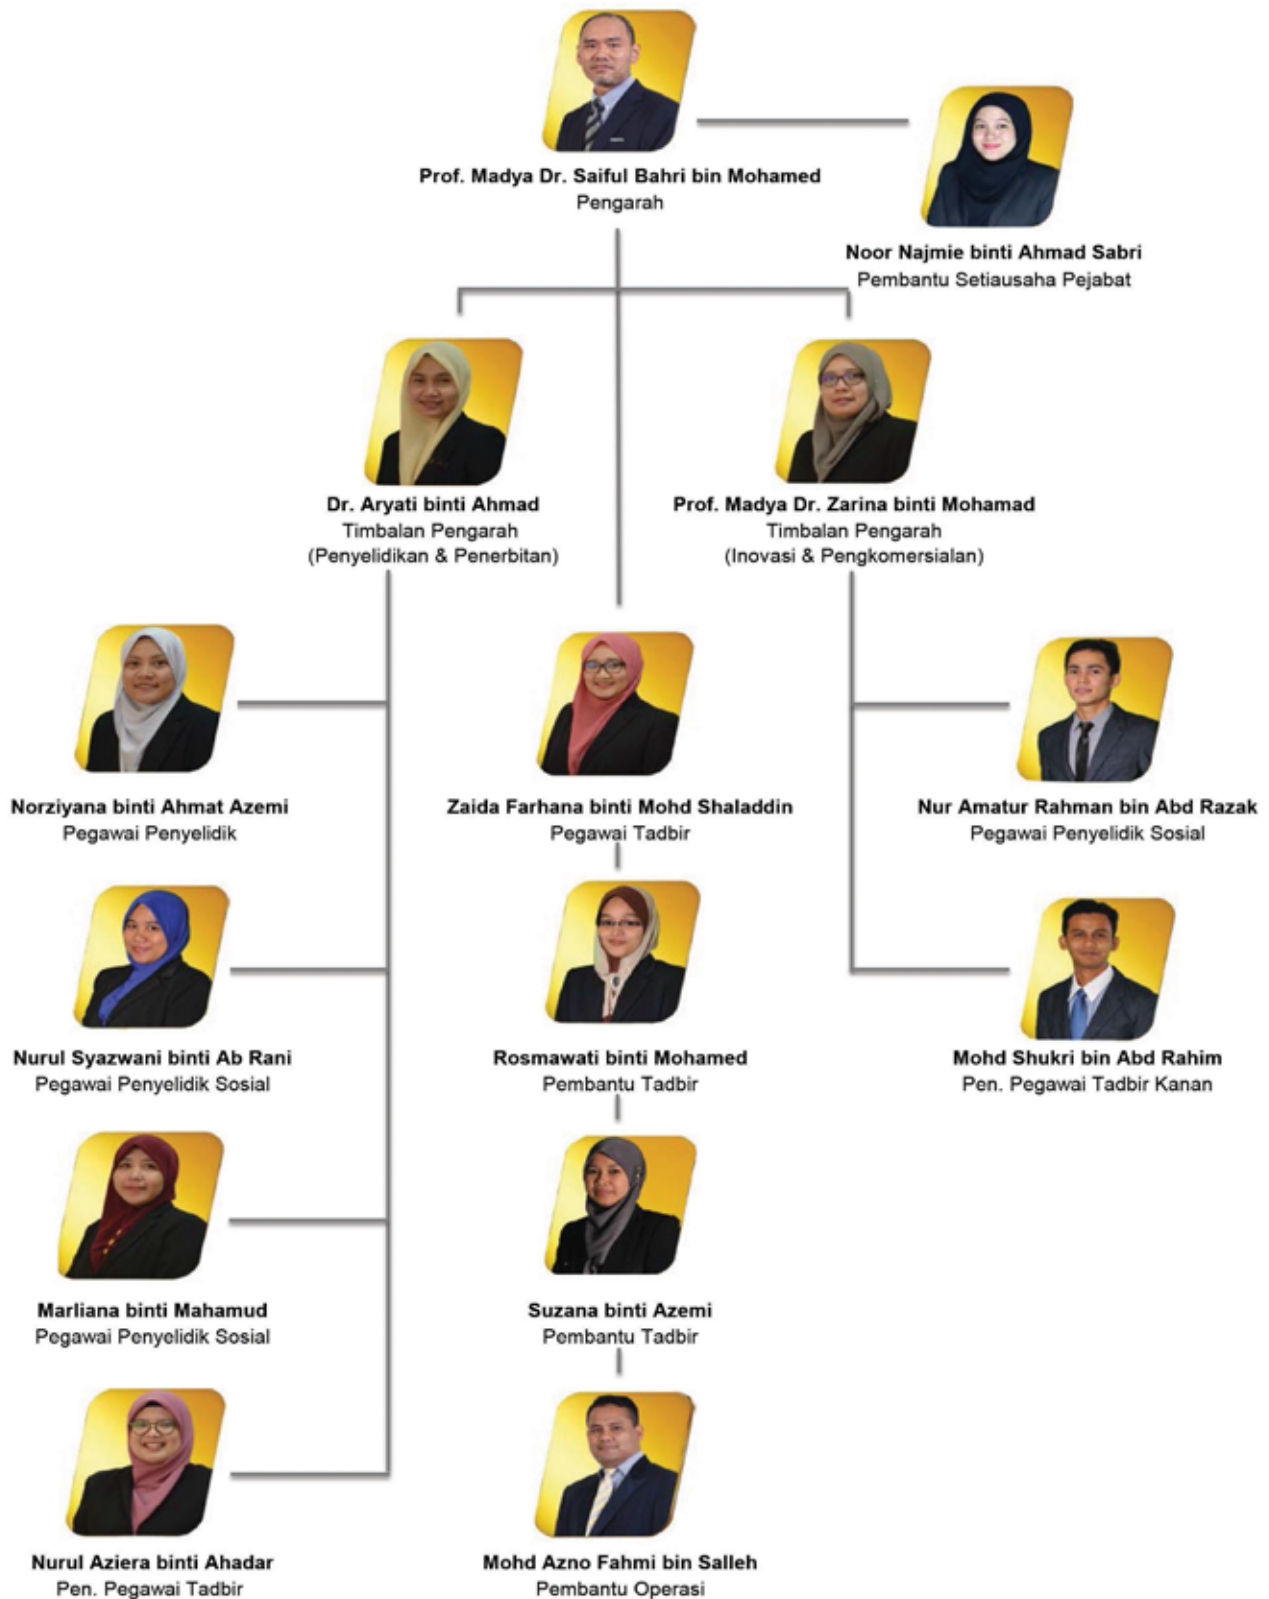 Prof. Madya Dr. Saiful Bahri bin Mohamed
Pengarah
Noor Najmie binti Ahmad Sabri
Pembantu Setiausaha Pejabat
Dr. Aryati binti Ahmad
Timbalan Pengarah
(Penyelidikan & Penerbitan)
Prof. Madya Dr. Zarina binti Mohamad
Timbalan Pengarah
(Inovasi & Pengkomersialan)
Norziyana binti Ahmat Azemi
Pegawai Penyelidik
Zaida Farhana binti Mohd Shaladdin
Pegawai Tadbir
Nur Amatur Rahman bin Abd Razak
Pegawai Penyelidik Sosial
Nurul Syazwani binti Ab Rani
Pegawai Penyelidik Sosial
Rosmawati binti Mohamed
Pembantu Tadbir
Mohd Shukri bin Abd Rahim
Pen. Pegawai Tadbir Kanan
Marliana binti Mahamud
Pegawai Penyelidik Sosial
Suzana binti Azemi
Pembantu Tadbir
Nurul Aziera binti Ahadar
Pen. Pegawai Tadbir
Mohd Azno Fahmi bin Salleh
Pembantu Operasi